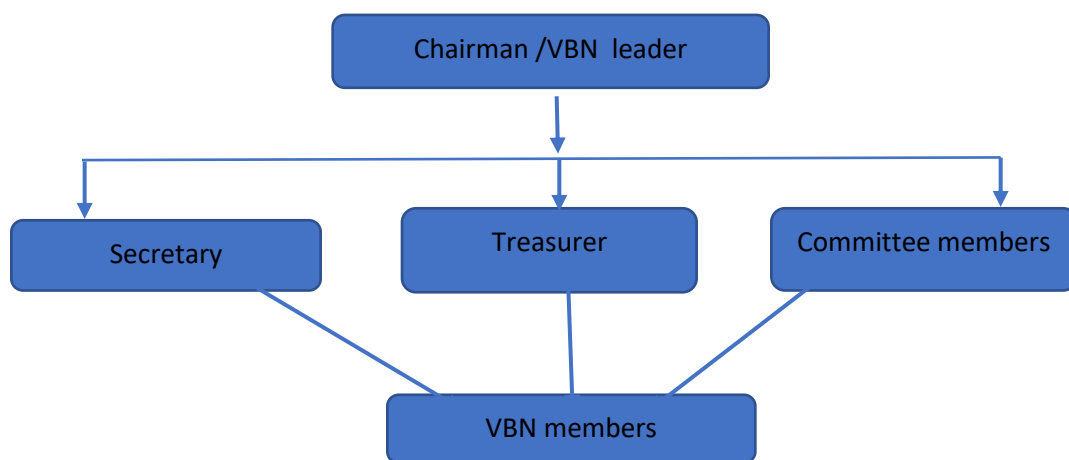 Chairman /VBN  leader
Secretary
Treasurer
Committee members
VBN members